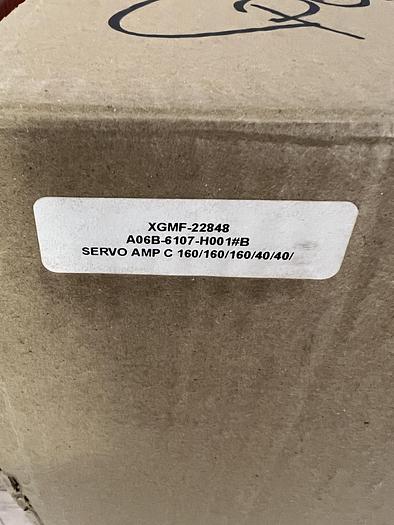 XGMF-22848
A06B-6107-H001#B
SERVO AMP C 160/160/160/40/40/